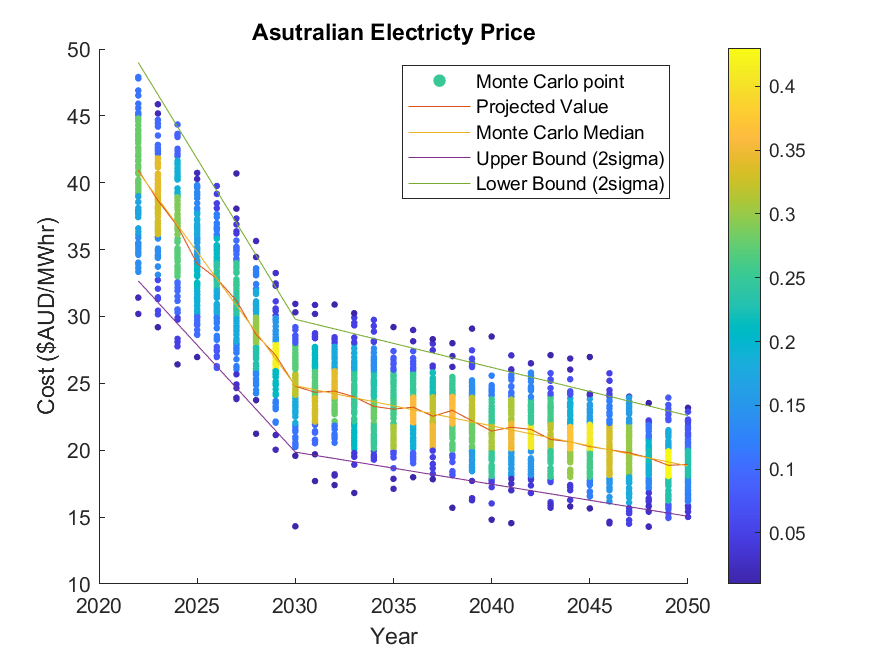 Asutralian Electricty Price
50
45
40
35
30
25
20
15
10
Cost ($AUD/MWhr)
2020 2025 2030 2035 2040 2045 2050
Year
Monte Carlo point
Projected Value
Monte Carlo Median
Upper Bound (2sigma)
Lower Bound (2sigma)
0.4
0.35
0.3
0.25
0.2
0.15
0.1
0.05